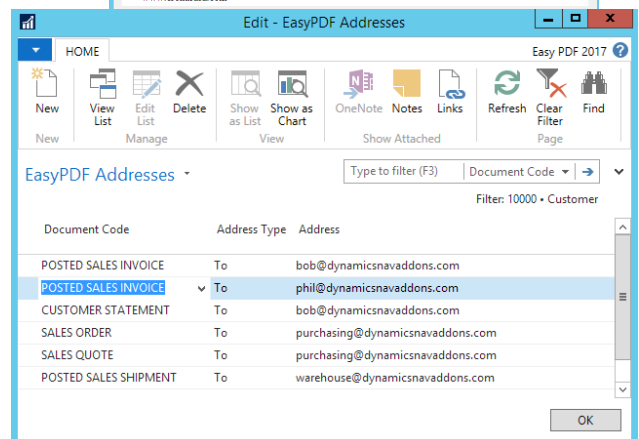 Edit - EasyPDF Addresses
HOME
Easy PDF 2017
New
View List
Edit List
Delete
Show as List
Show as Chart
OneNote
Notes
Links
Refresh
Clear Filter
Find
New
Manage
View
Show Attached
Page
EasyPDF Addresses
Type to filter (F3)
Document Code
Filter: 10000 • Customer
Document Code Address Type Address
POSTED SALES INVOICE To bob@dynamicsnavaddons.com
POSTED SALES INVOICE To phil@dynamicsnavaddons.com
CUSTOMER STATEMENT To bob@dynamicsnavaddons.com
SALES ORDER To purchasing@dynamicsnavaddons.com
SALES QUOTE To purchasing@dynamicsnavaddons.com
POSTED SALES SHIPMENT To warehouse@dynamicsnavaddons.com
OK